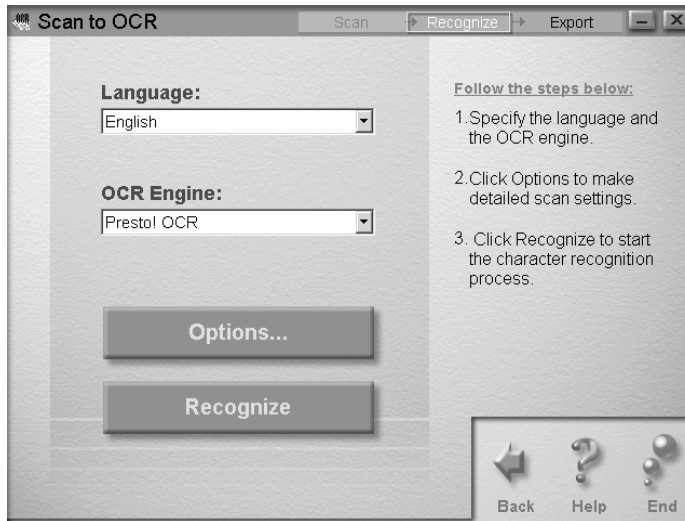 OCR Scan to OCR
Scan Recognize Export
Language:
English
OCR Engine:
Presto! OCR
Options...
Recognize
Follow the steps below:
1.Specify the language and
the OCR engine.
2.Click Options to make
detailed scan settings.
3. Click Recognize to start
the character recognition
process.
Back Help End